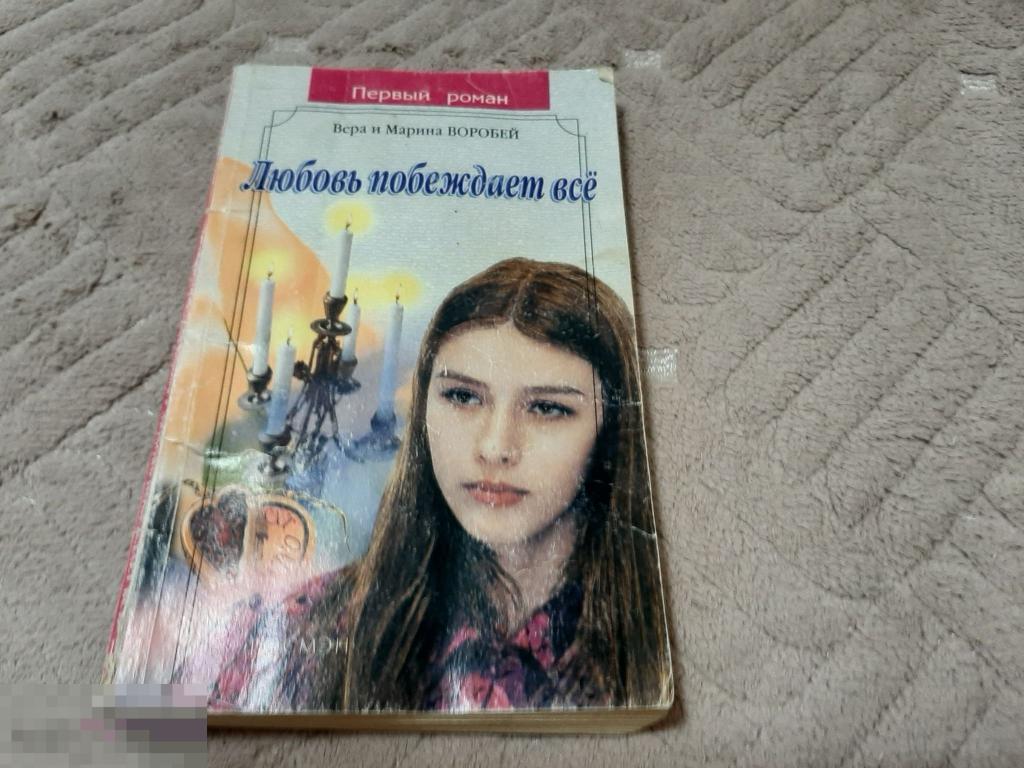 Первый роман
Вера и Марина ВОРОБЕЙ
Любовь побеждает всё